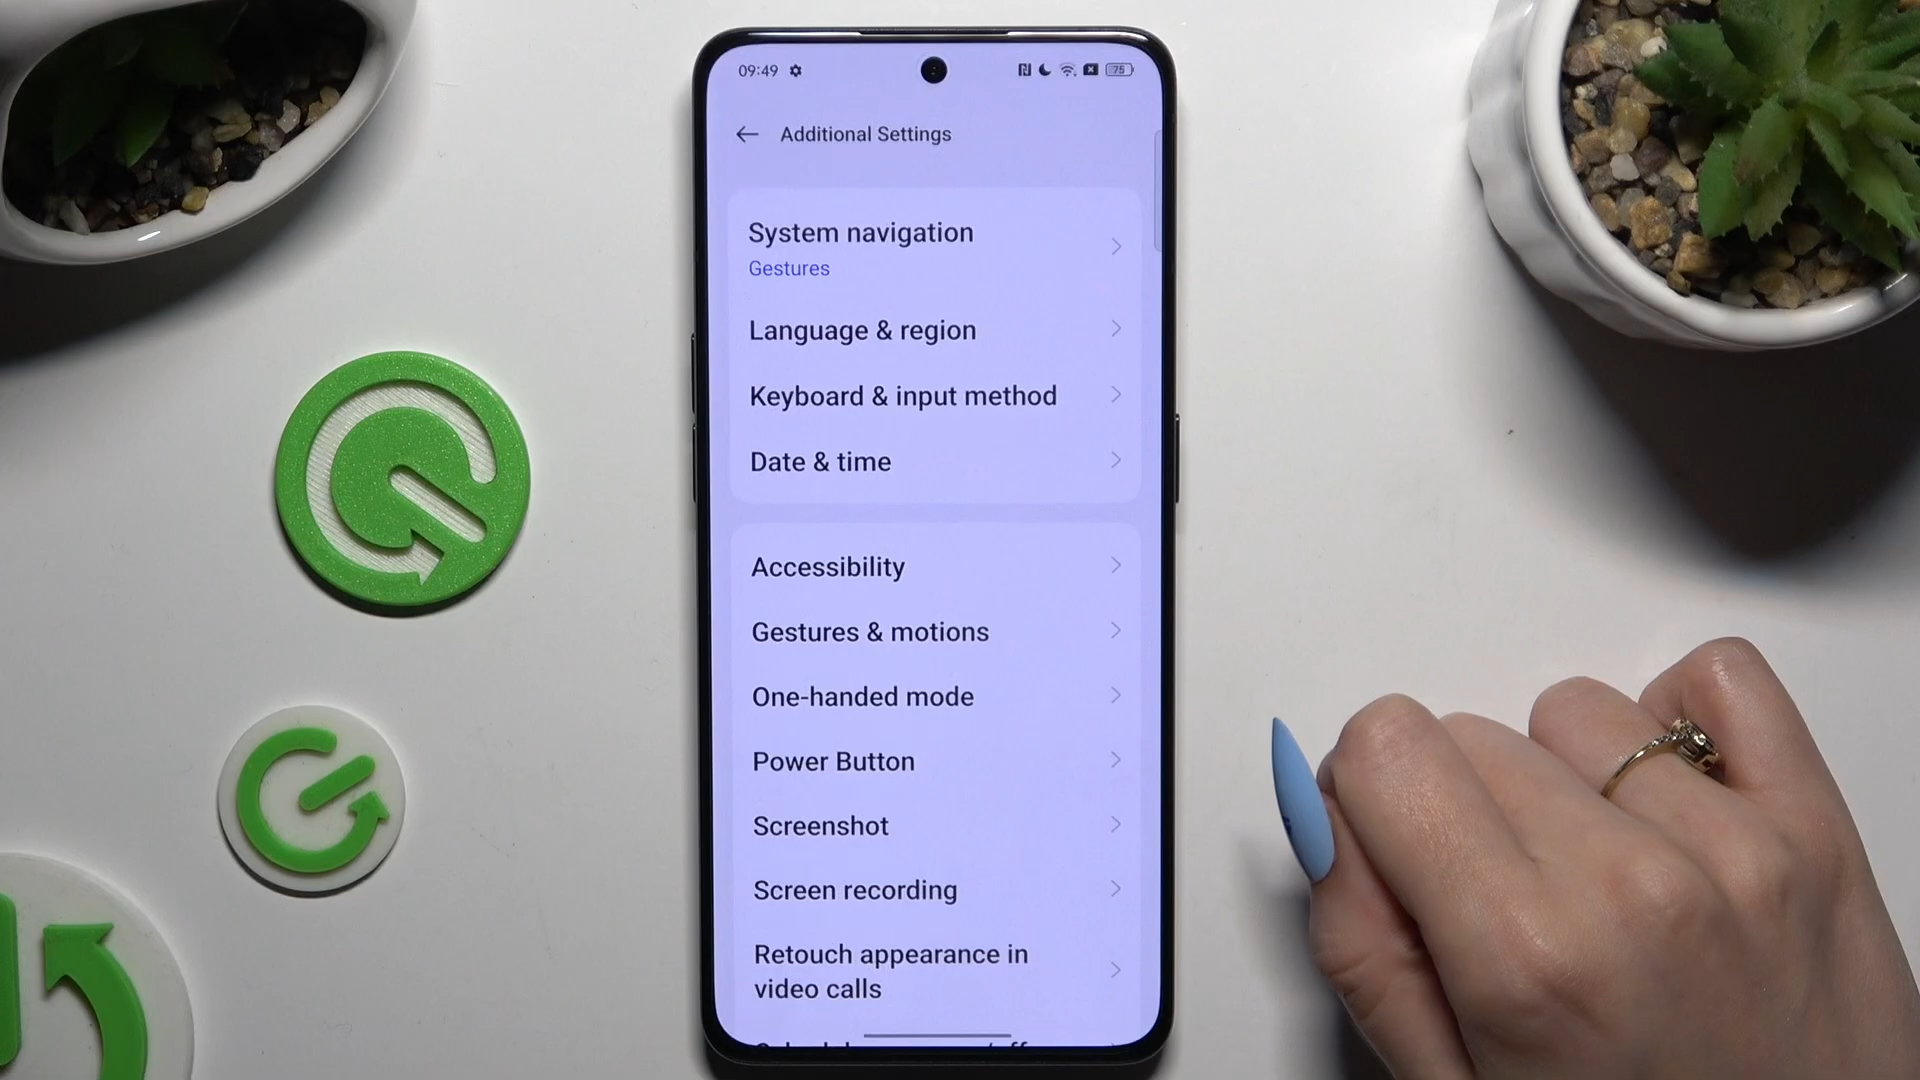 09:49
75
Additional Settings
System navigation
Gestures
Language & region
Keyboard & input method
Date & time
Accessibility
Gestures & motions
One-handed mode
Power Button
Screenshot
Screen recording
Retouch appearance in
video calls